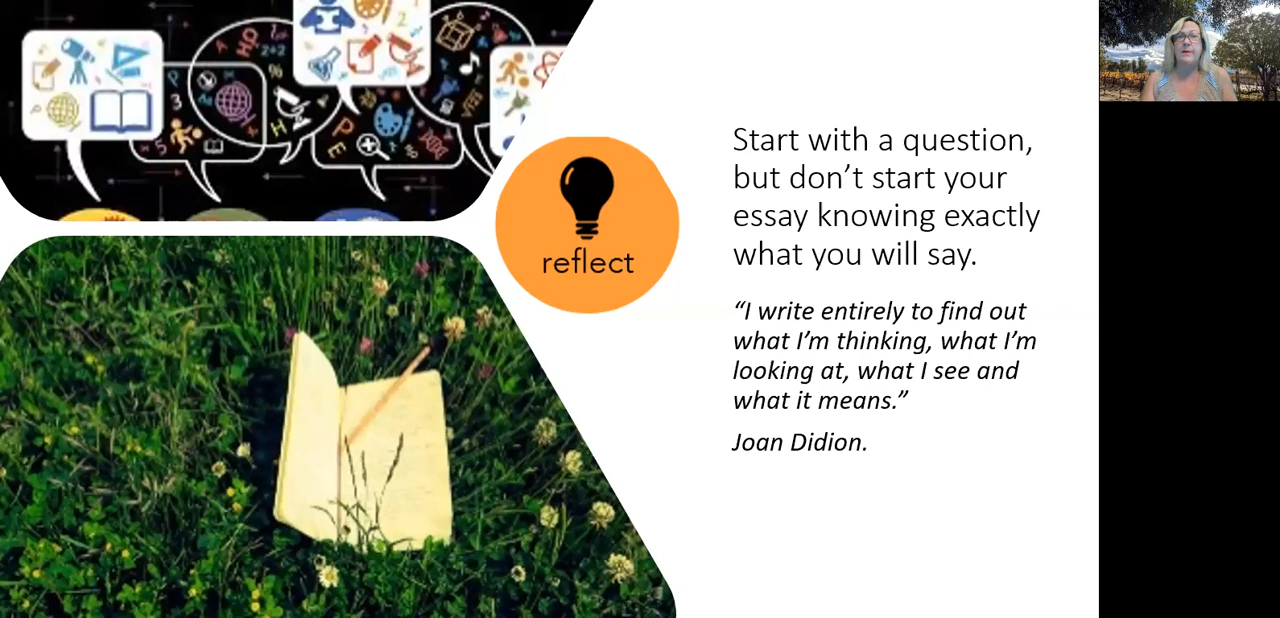 reflect
Start with a question,
but don’t start your
essay knowing exactly
what you will say.
“I write entirely to find out
what I’m thinking, what I’m
looking at, what I see and
what it means.”
Joan Didion.